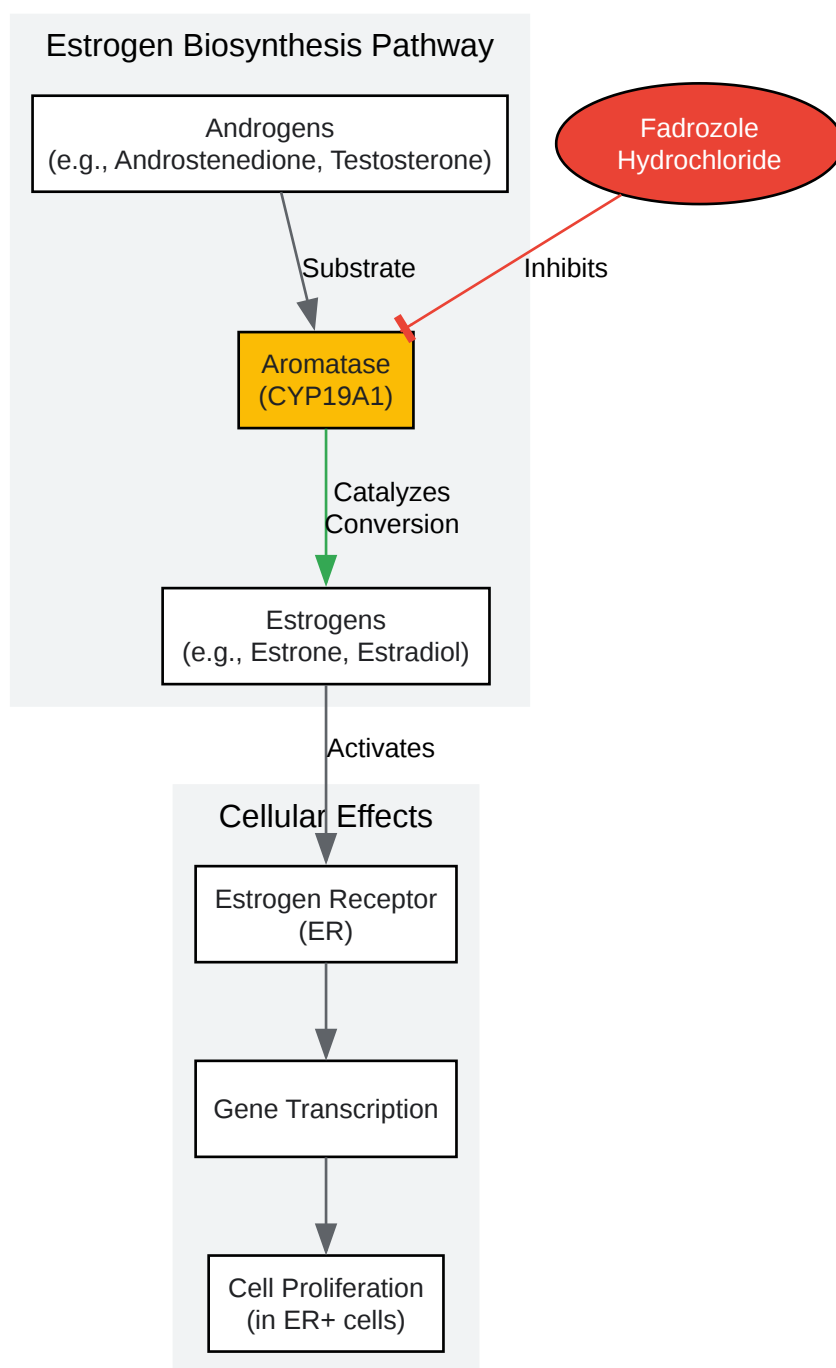 Estrogen Biosynthesis Pathway
Androgens
(e.g., Androstenedione, Testosterone)
Fadrozole
Hydrochloride
Substrate
Inhibits
Aromatase
(CYP19A1)
Catalyzes
Conversion
Estrogens
(e.g., Estrone, Estradiol)
Activates
Cellular Effects
Estrogen Receptor
(ER)
Gene Transcription
Cell Proliferation
(in ER+ cells)